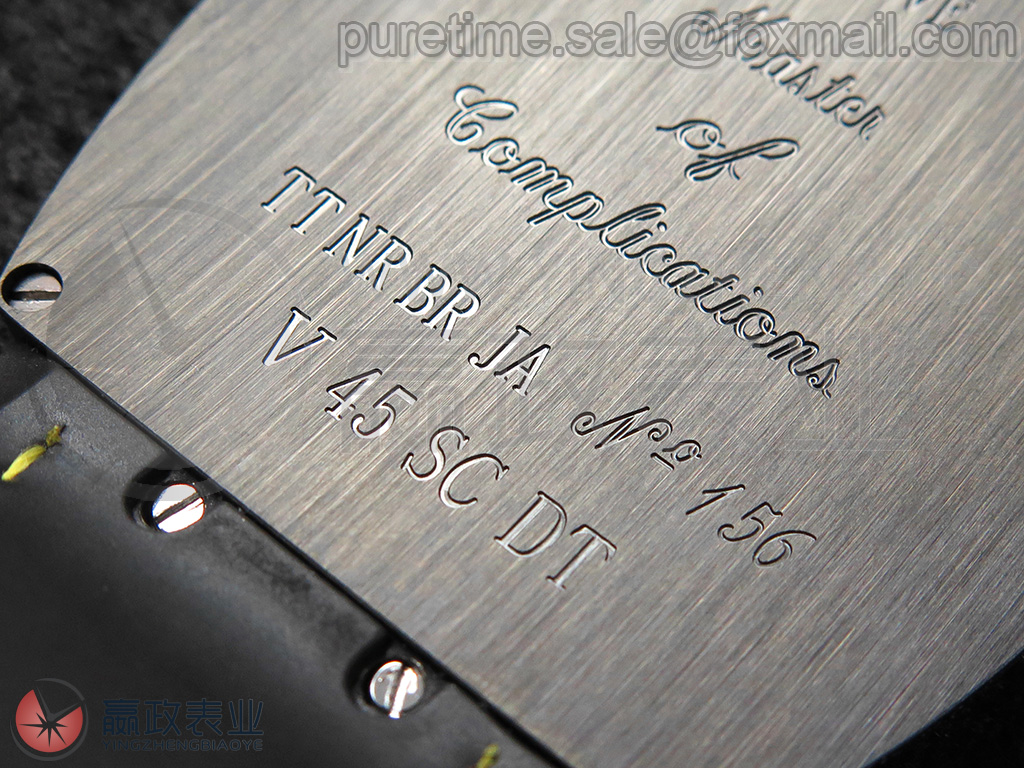 puretime.sale@foxmail.com
Master
of
Complications
TT NR BR JA Nº 156
V 45 SC DT
赢政表业
YINGZHENGBIAOYE